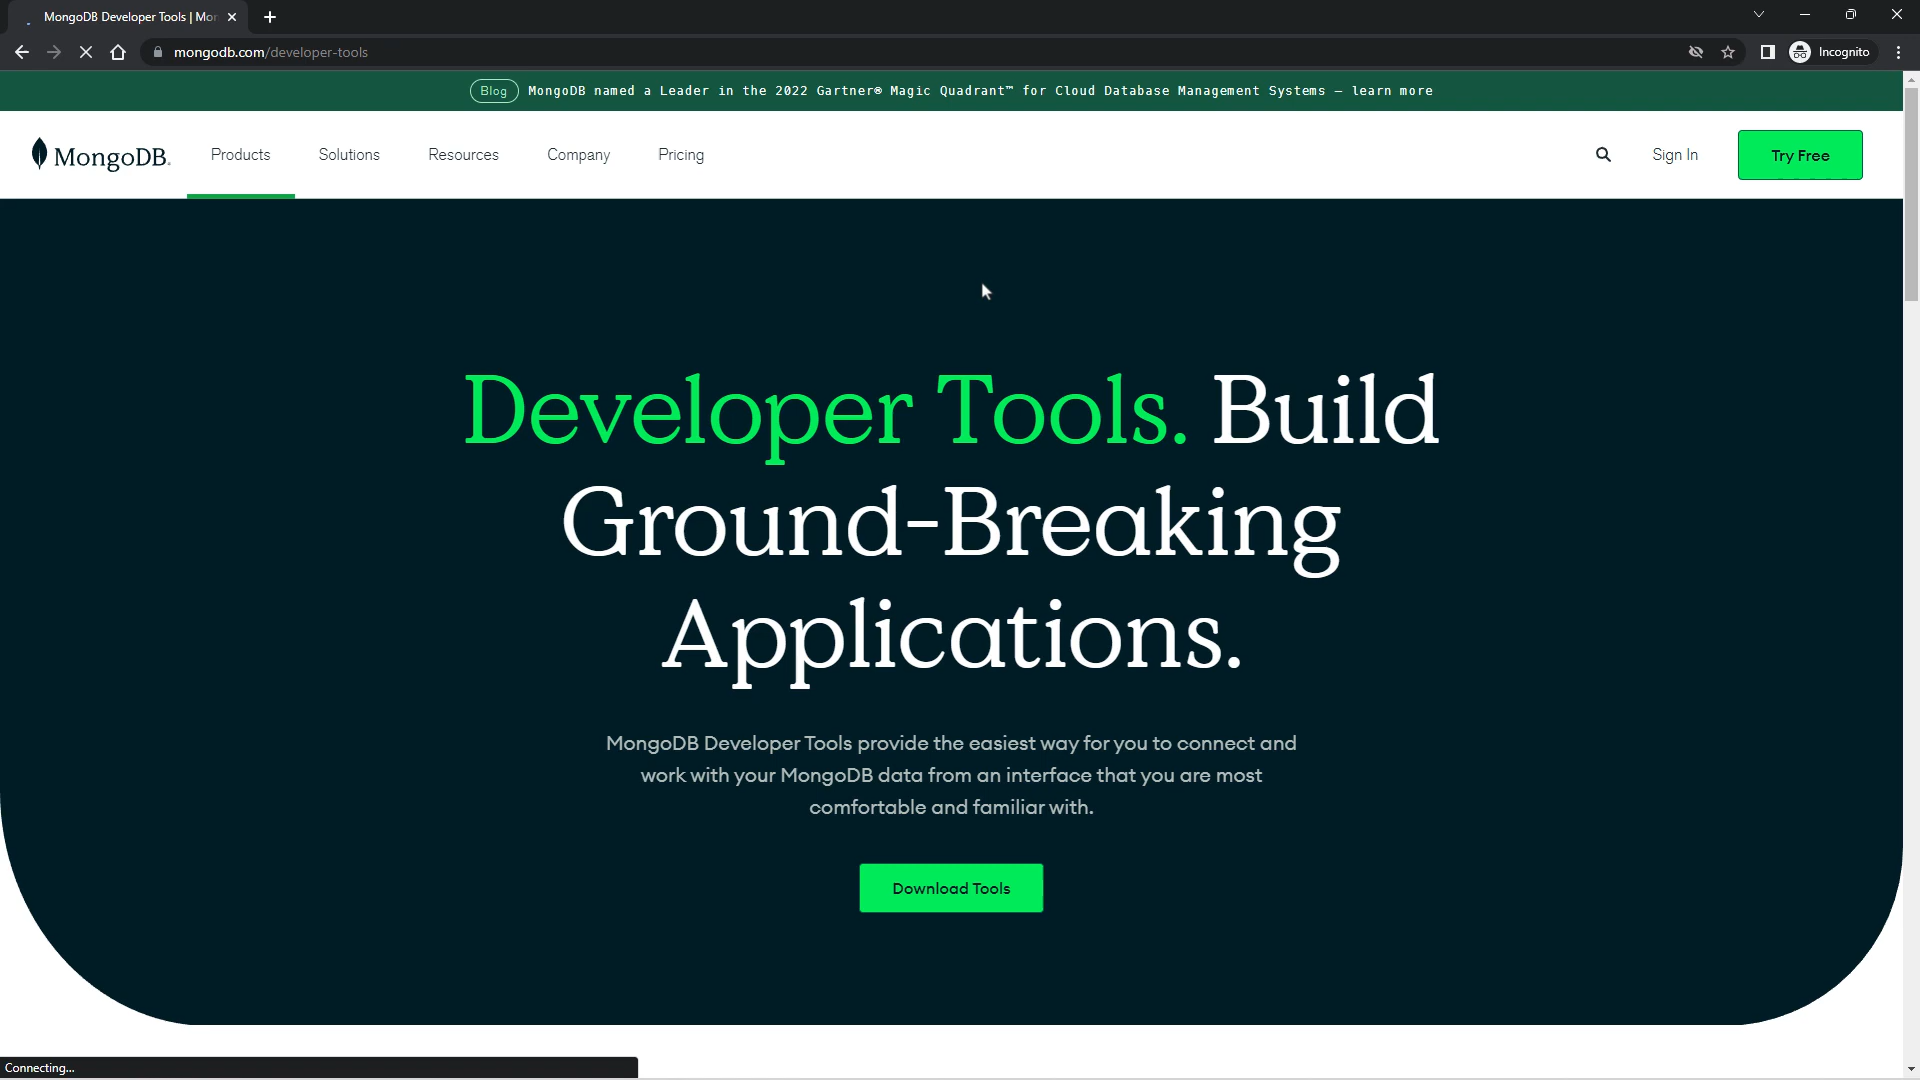 MongoDB Developer Tools | Mon
mongodb.com/developer-tools
Incognito
Blog MongoDB named a Leader in the 2022 Gartner® Magic Quadrant™ for Cloud Database Management Systems – learn more
MongoDB. Products Solutions Resources Company Pricing Sign In Try Free
Developer Tools. Build
Ground-Breaking
Applications.
MongoDB Developer Tools provide the easiest way for you to connect and
work with your MongoDB data from an interface that you are most
comfortable and familiar with.
Download Tools
Connecting...